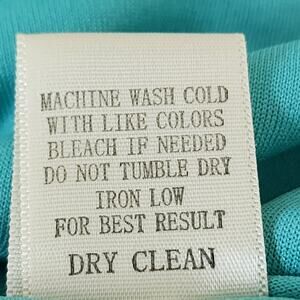 MACHINE WASH COLD
WITH LIKE COLORS
BLEACH IF NEEDED
DO NOT TUMBLE DRY
IRON LOW
FOR BEST RESULT
DRY CLEAN